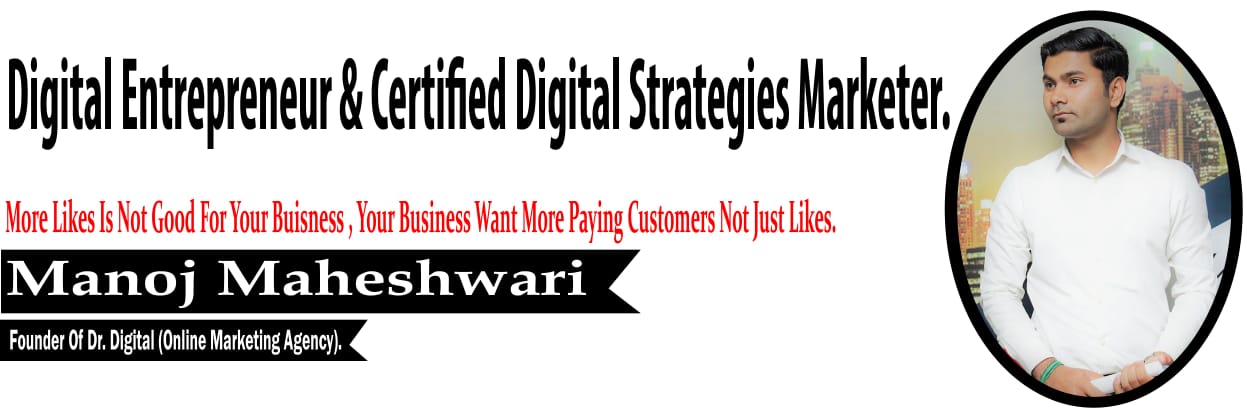 Digital Entrepreneur & Certified Digital Strategies Marketer.
More Likes Is Not Good For Your Buisness , Your Business Want More Paying Customers Not Just Likes.
Manoj Maheshwari
Founder Of Dr. Digital (Online Marketing Agency).